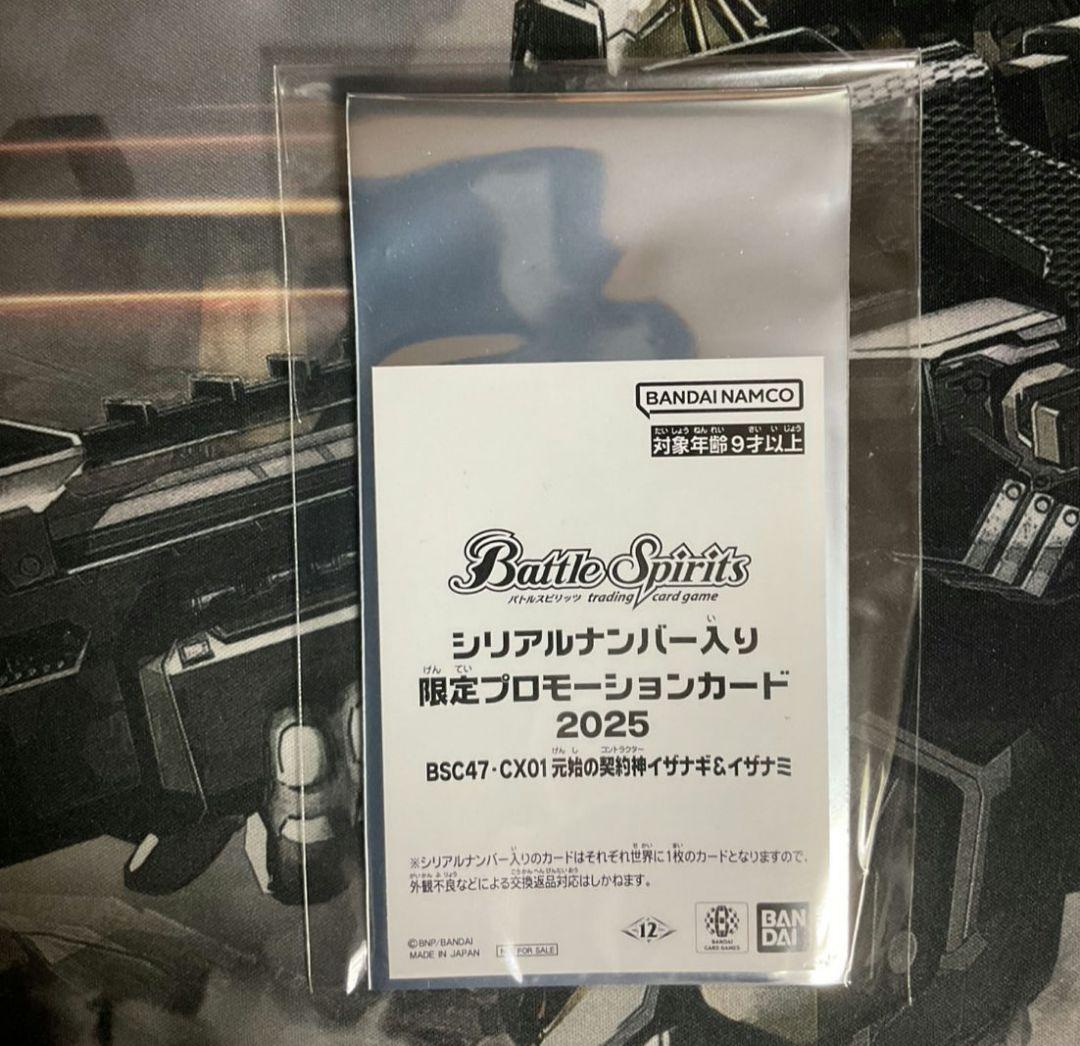 BANDAI NAMCO
たいしょうねんれい さいいじょう
対象年齢9才以上
Battle Spirits
バトルスピリッツ trading card game
い
シリアルナンバー入り
げんてい
限定プロモーションカード
2025
げんし コントラクター
BSC47-CX01 元始の契約神イザナギ&イザナミ
い せかい まい
※シリアルナンバー入りのカードはそれぞれ世界に1枚のカードとなりますので、
がいかんふりょう こうかんへんぴんたいおう
外観不良などによる交換返品対応はしかねます。
12
BANDAI
CARD GAMES
BAN
DAI
©BNP/BANDAI
MADE IN JAPAN
NOT FOR SALE